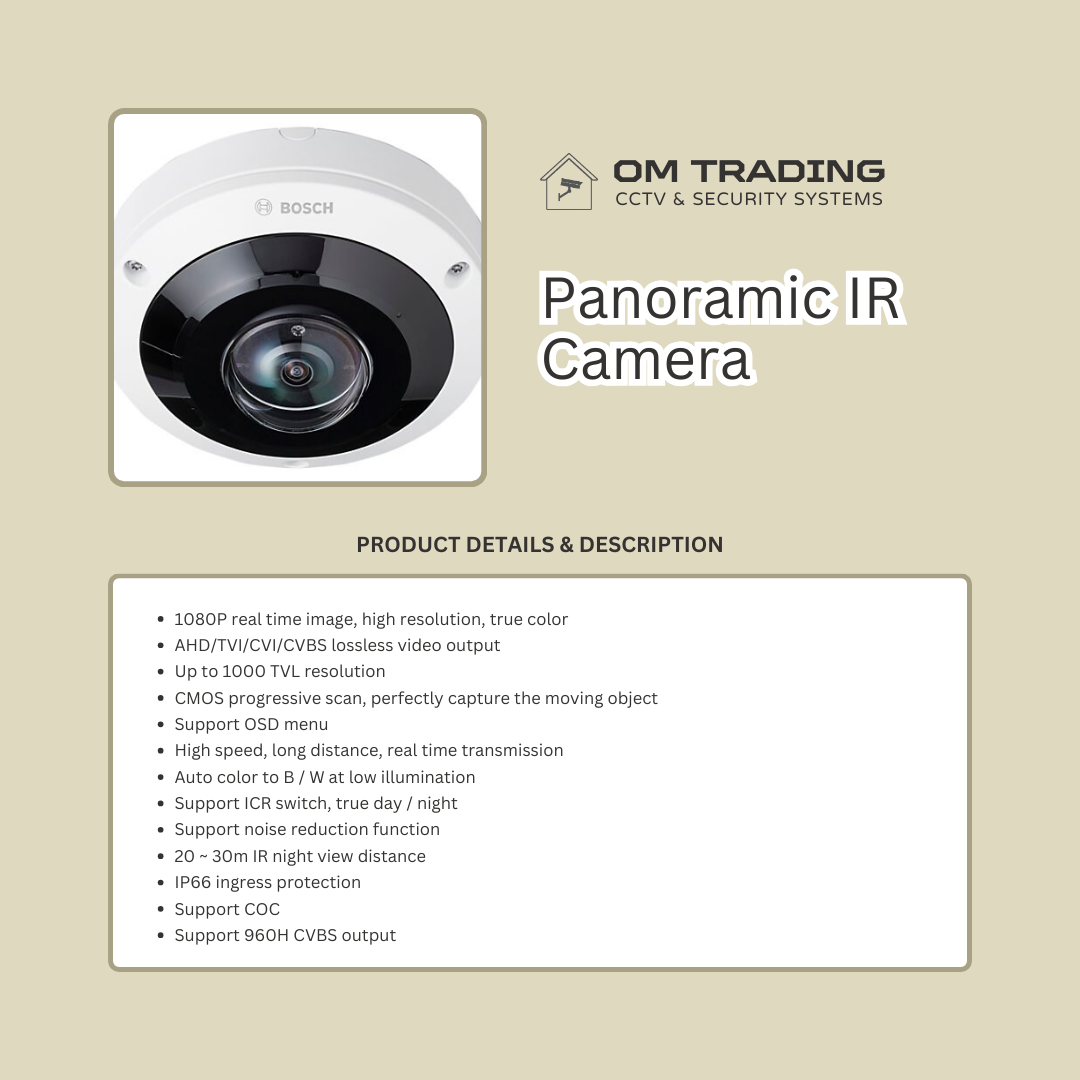 BOSCH
OM TRADING
CCTV & SECURITY SYSTEMS
Panoramic IR
Camera
PRODUCT DETAILS & DESCRIPTION
• 1080P real time image, high resolution, true color
• AHD/TVI/CVI/CVBS lossless video output
• Up to 1000 TVL resolution
• CMOS progressive scan, perfectly capture the moving object
• Support OSD menu
• High speed, long distance, real time transmission
• Auto color to B / W at low illumination
• Support ICR switch, true day / night
• Support noise reduction function
• 20 ~ 30m IR night view distance
• IP66 ingress protection
• Support COC
• Support 960H CVBS output